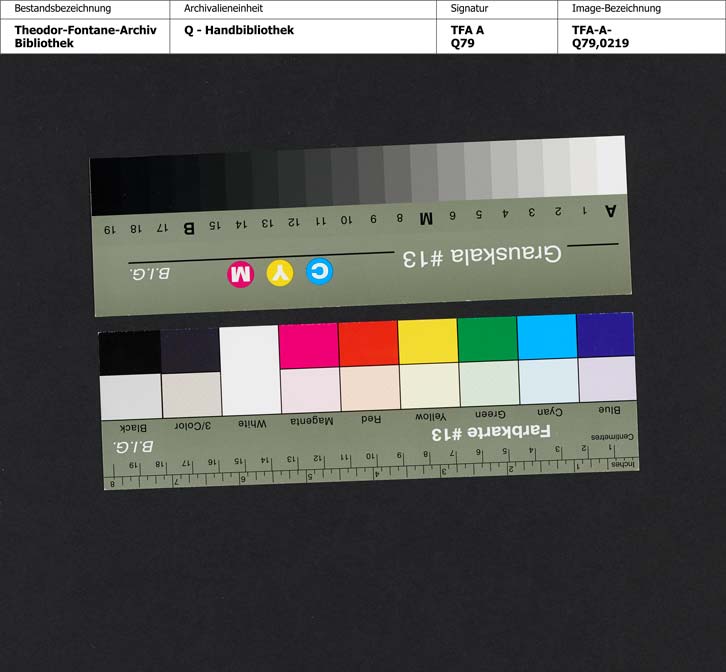 Bestandsbezeichnung Archivalieneinheit Signatur Image-Bezeichnung
Theodor-Fontane-Archiv Q - Handbibliothek TFA A TFA-A-
Bibliothek Q79 Q79,0219
A 1 2 3 4 5 6 M 8 9 10 11 12 13 14 15 B 17 18 19
Grauskala #13 C Y M B.I.G.
Blue Cyan Green Yellow Red Magenta White 3/Color Black
Farbkarte #13 B.I.G.
Centimetres 1 2 3 4 5 6 7 8 9 10 11 12 13 14 15 16 17 18 19
Inches 1 2 3 4 5 6 7 8